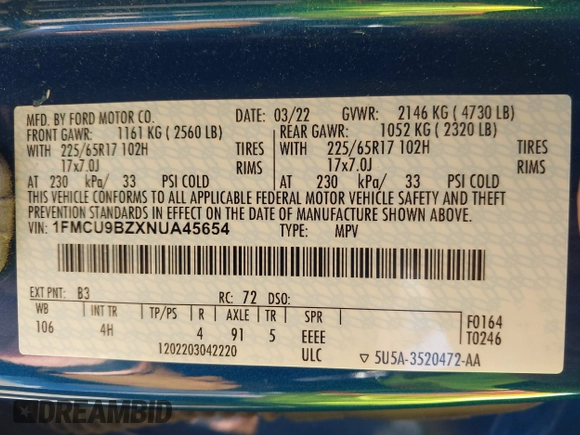 MFD. BY FORD MOTOR CO. DATE: 03/22 GVWR: 2146 KG ( 4730 LB)
FRONT GAWR: 1161 KG ( 2560 LB) REAR GAWR: 1052 KG ( 2320 LB)
WITH 225/65R17 102H TIRES WITH 225/65R17 102H TIRES
17x7.0J RIMS 17x7.0J RIMS
AT 230 kPa/ 33 PSI COLD AT 230 kPa/ 33 PSI COLD
THIS VEHICLE CONFORMS TO ALL APPLICABLE FEDERAL MOTOR VEHICLE SAFETY AND THEFT
PREVENTION STANDARDS IN EFFECT ON THE DATE OF MANUFACTURE SHOWN ABOVE.
VIN: 1FMCU9BZXNUA45654 TYPE: MPV
EXT PNT: B3 RC: 72 DSO:
WB INT TR TP/PS R AXLE TR SPR F0164
106 4H 4 91 5 EEEE T0246
1202203042220 ULC ▽ 5U5A-3520472-AA
DREAMBID